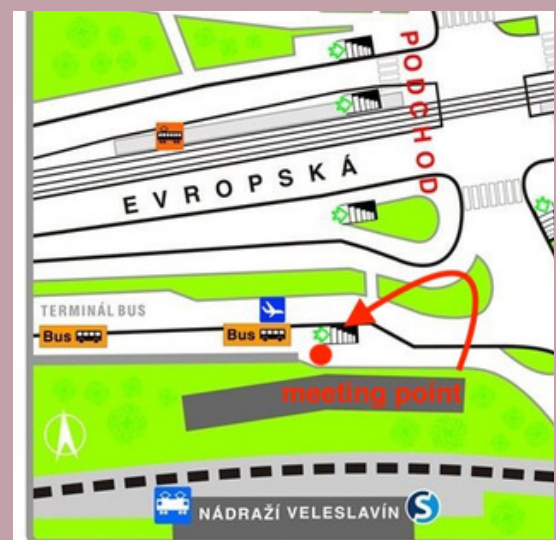 PODCHOD
EVROPSKÁ
TERMINÁL BUS
Bus
Bus
meeting point
NÁDRAŽÍ VELESLAVÍN
S